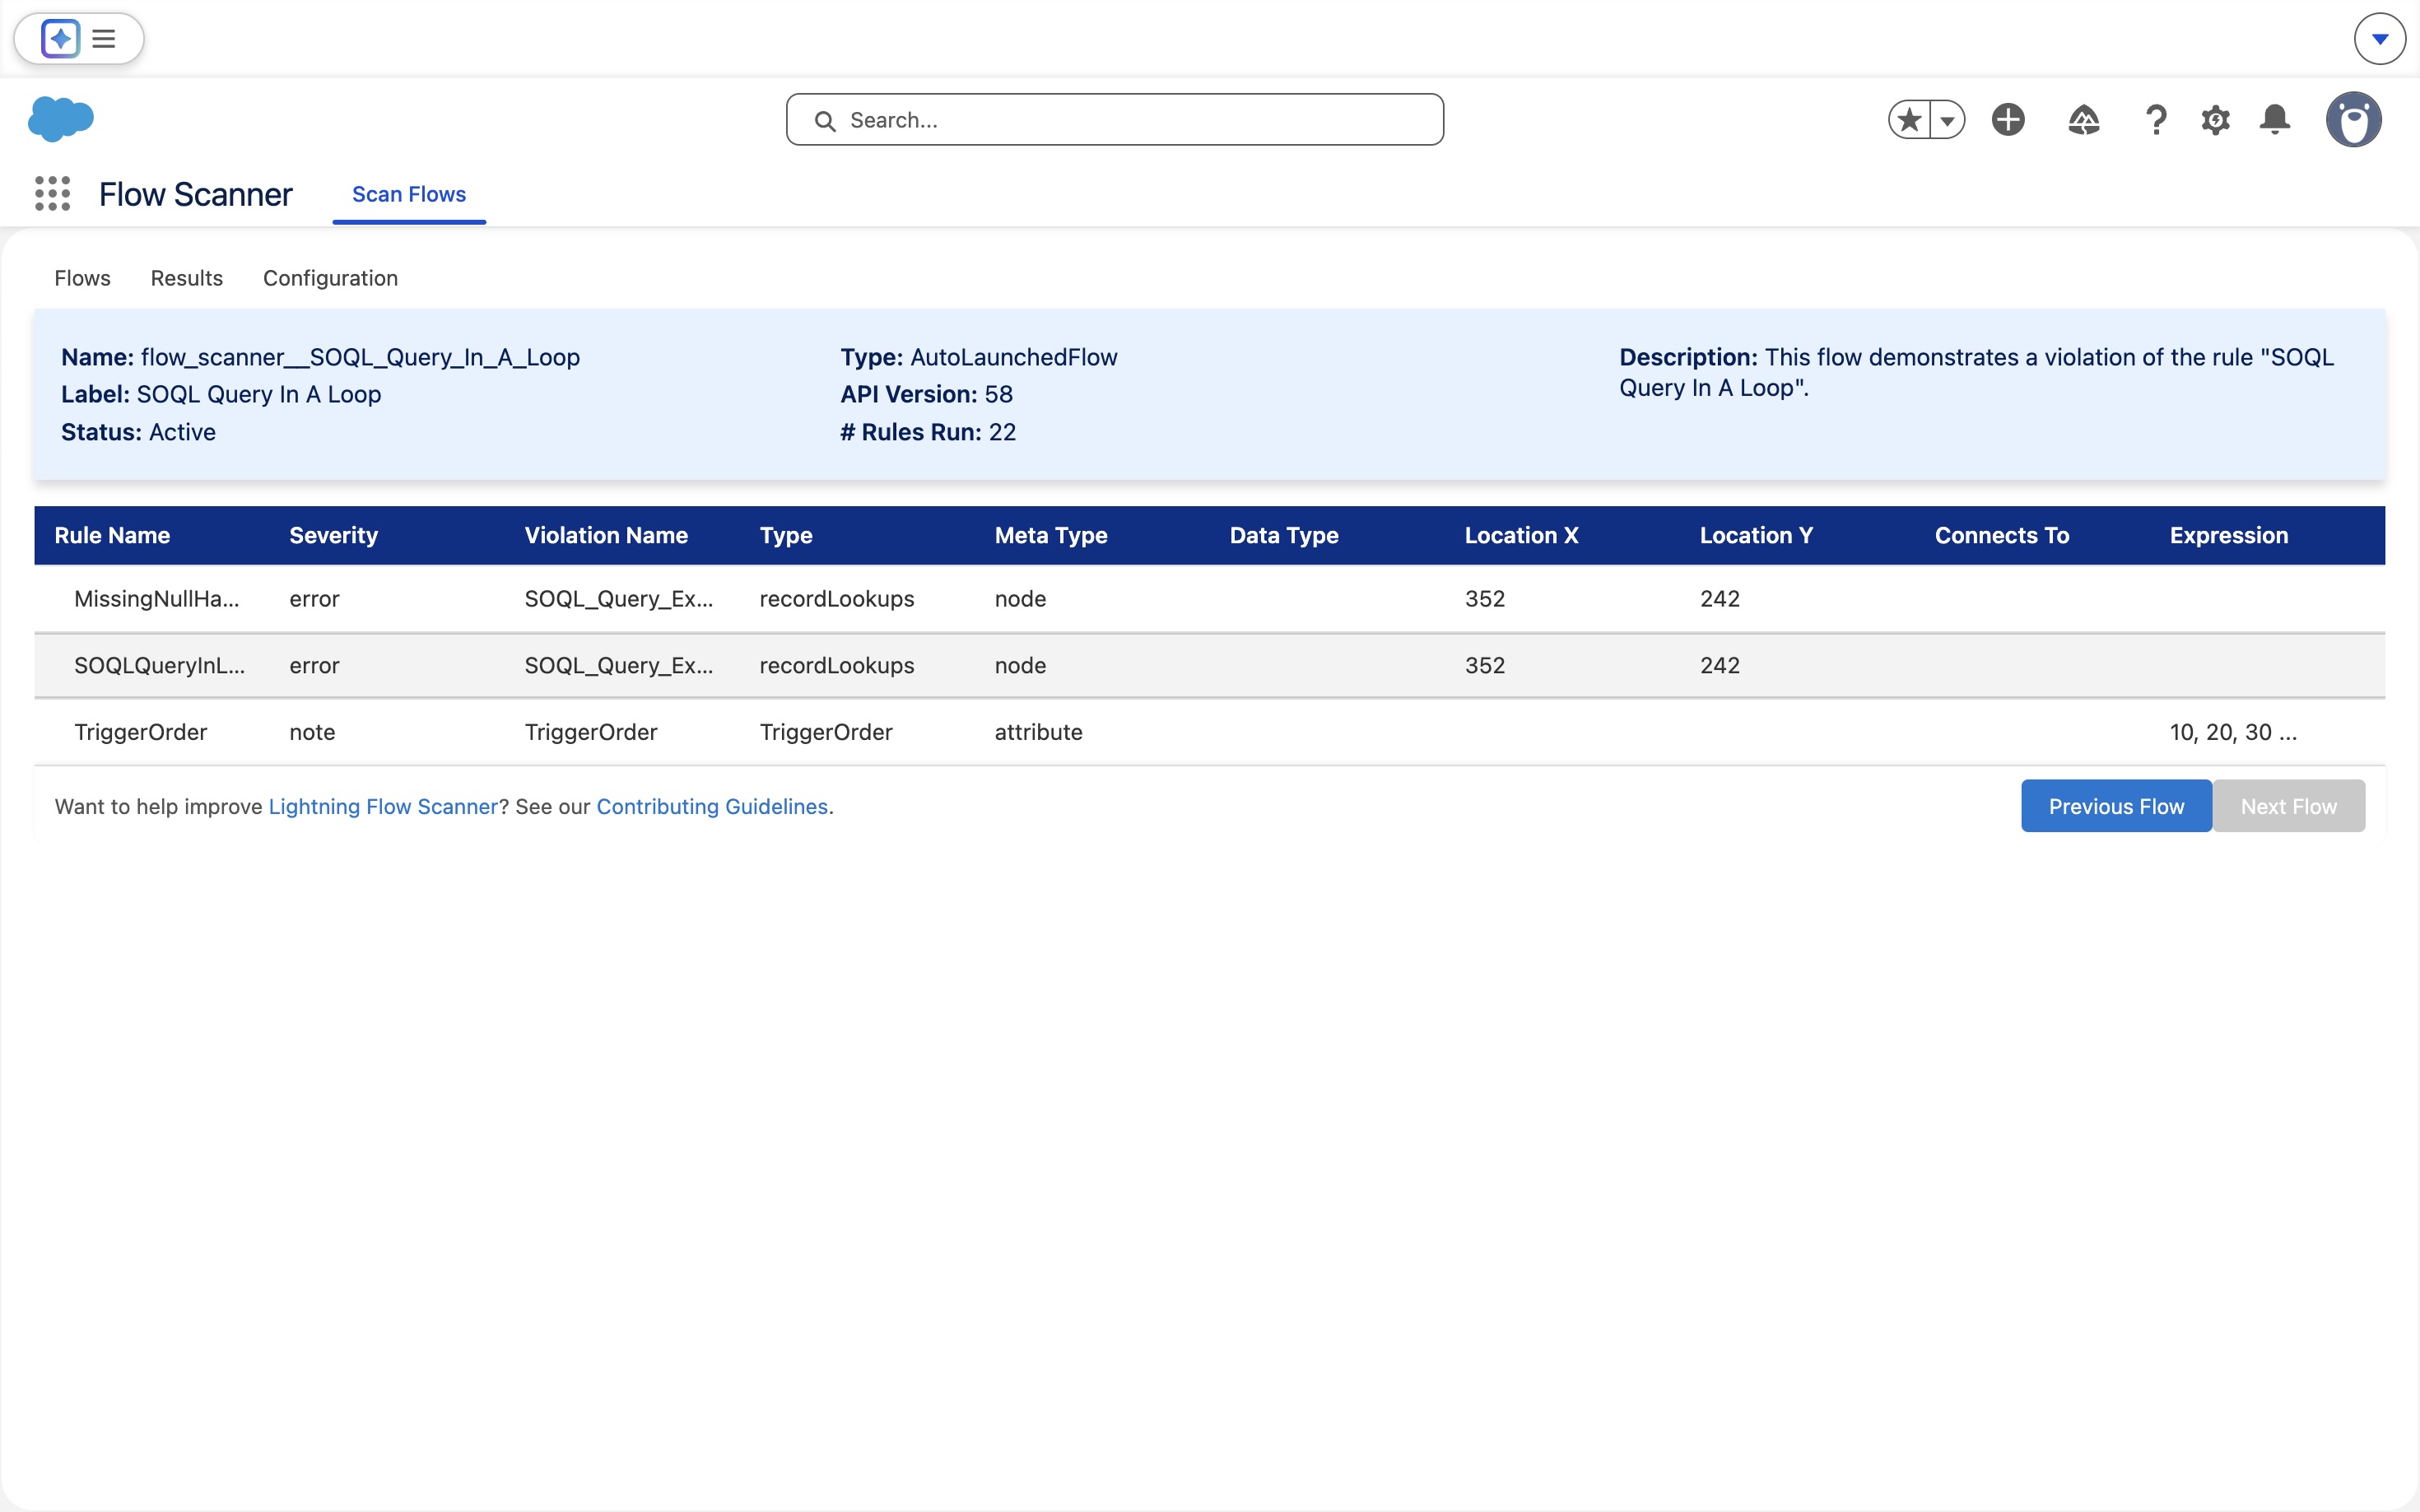 Search...
Flow Scanner Scan Flows
Flows Results Configuration
Name: flow_scanner__SOQL_Query_In_A_Loop
Label: SOQL Query In A Loop
Status: Active
Type: AutoLaunchedFlow
API Version: 58
# Rules Run: 22
Description: This flow demonstrates a violation of the rule "SOQL
Query In A Loop".
Rule Name Severity Violation Name Type Meta Type Data Type Location X Location Y Connects To Expression
MissingNullHa... error SOQL_Query_Ex... recordLookups node 352 242
SOQLQueryInL... error SOQL_Query_Ex... recordLookups node 352 242
TriggerOrder note TriggerOrder TriggerOrder attribute 10, 20, 30 ...
Want to help improve Lightning Flow Scanner? See our Contributing Guidelines. Previous Flow Next Flow